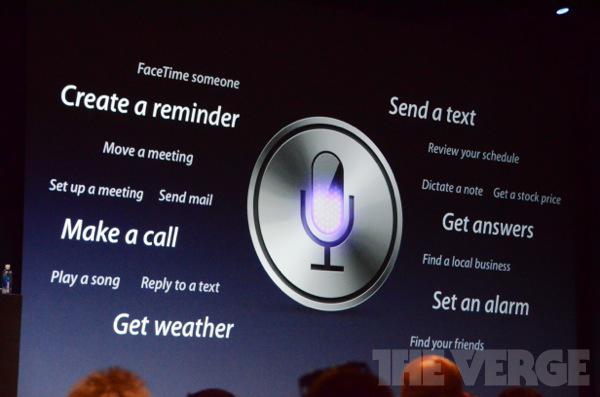 FaceTime someone
Create a reminder
Move a meeting
Set up a meeting Send mail
Make a call
Play a song Reply to a text
Get weather
Send a text
Review your schedule
Dictate a note Get a stock price
Get answers
Find a local business
Set an alarm
Find your friends
THE VERGE